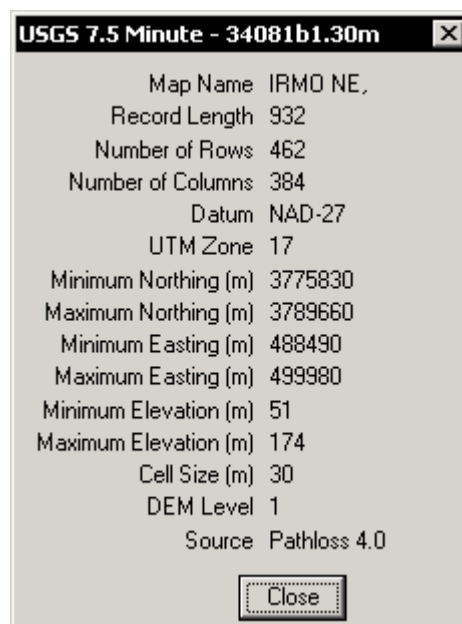 USGS 7.5 Minute - 34081b1.30m
Map Name IRMO NE,
Record Length 932
Number of Rows 462
Number of Columns 384
Datum NAD-27
UTM Zone 17
Minimum Northing (m) 3775830
Maximum Northing (m) 3789660
Minimum Easting (m) 488490
Maximum Easting (m) 499980
Minimum Elevation (m) 51
Maximum Elevation (m) 174
Cell Size (m) 30
DEM Level 1
Source Pathloss 4.0
Close